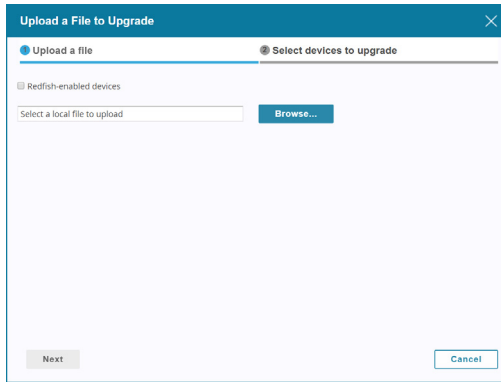 Upload a File to Upgrade
1 Upload a file
2 Select devices to upgrade
Redfish-enabled devices
Select a local file to upload
Browse...
Next
Cancel